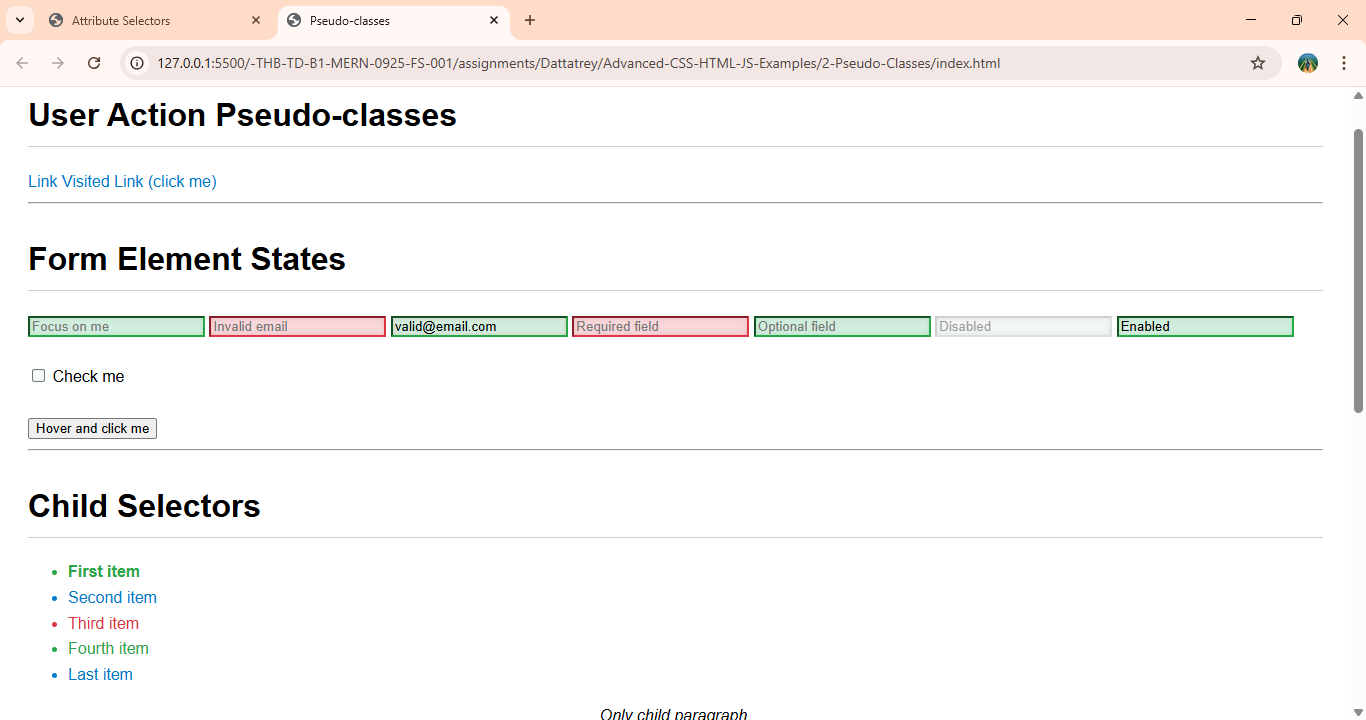 Attribute Selectors
Pseudo-classes
127.0.0.1:5500/-THB-TD-B1-MERN-0925-FS-001/assignments/Dattatrey/Advanced-CSS-HTML-JS-Examples/2-Pseudo-Classes/index.html
User Action Pseudo-classes
Link Visited Link (click me)
Form Element States
Focus on me Invalid email valid@email.com Required field Optional field Disabled Enabled
Check me
Hover and click me
Child Selectors
First item
Second item
Third item
Fourth item
Last item
Only child paragraph